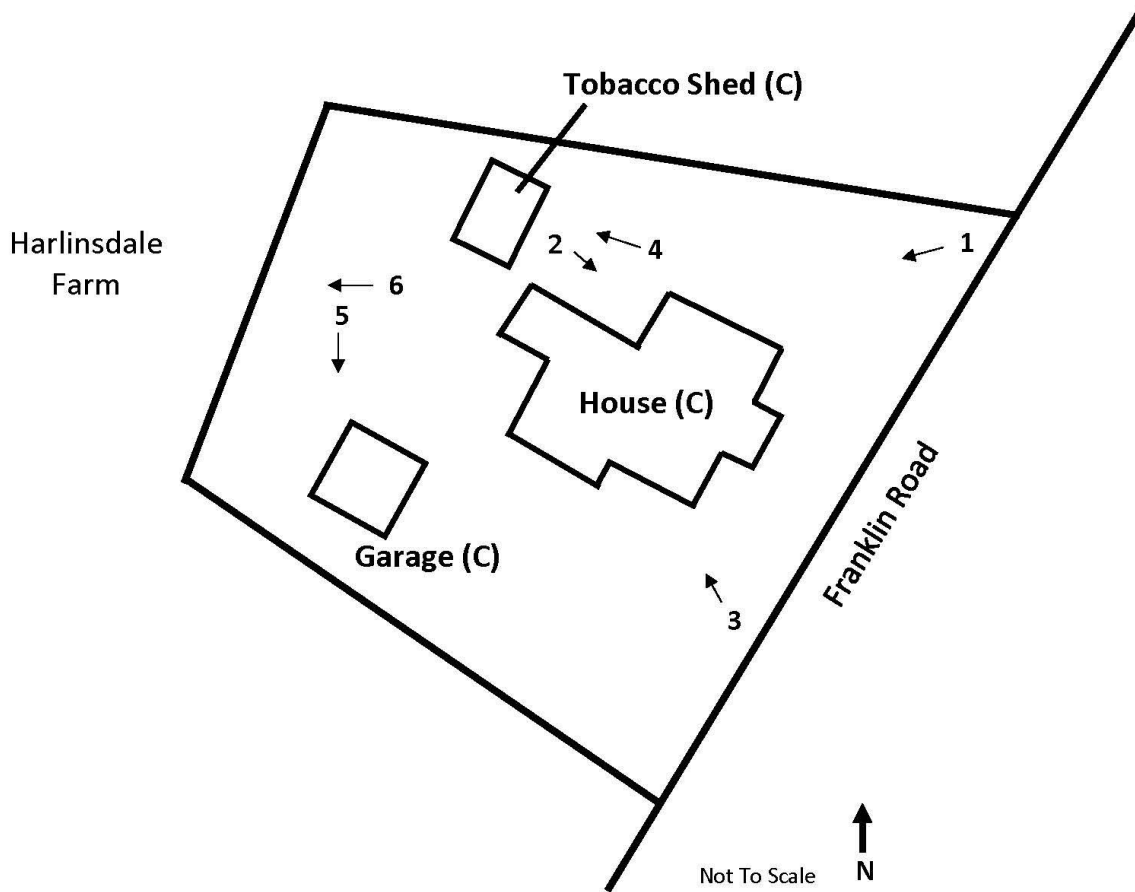 Tobacco Shed (C)
Harlinsdale
Farm
1
2
4
6
5
House (C)
Garage (C)
Franklin Road
3
Not To Scale
N